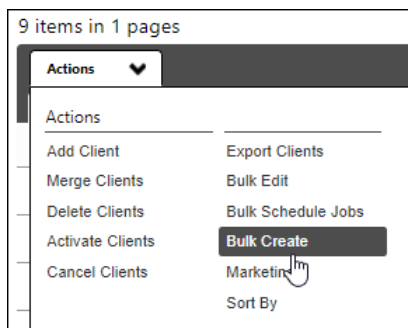 9 items in 1 pages
Actions
Actions
Add Client
Merge Clients
Delete Clients
Activate Clients
Cancel Clients
Export Clients
Bulk Edit
Bulk Schedule Jobs
Bulk Create
Marketing
Sort By